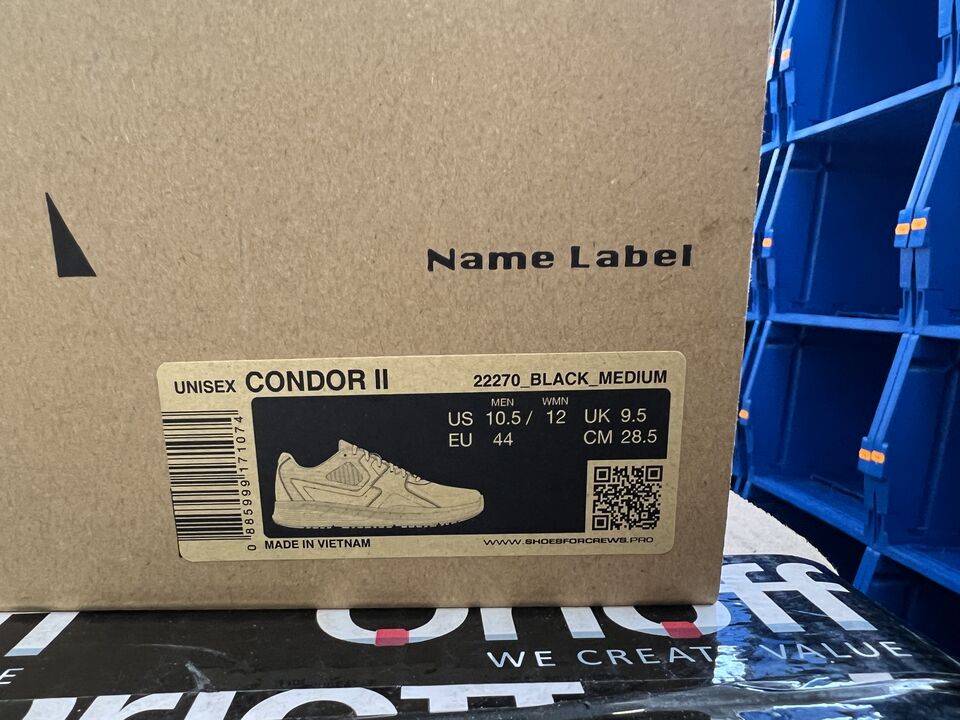 Name Label
UNISEX CONDOR II
22270_BLACK_MEDIUM
MEN WMN
US 10.5 / 12 UK 9.5
EU 44 CM 28.5
0 885999 171074
MADE IN VIETNAM
WWW.SHOESFORCREWS.PRO
WE CREATE VALUE